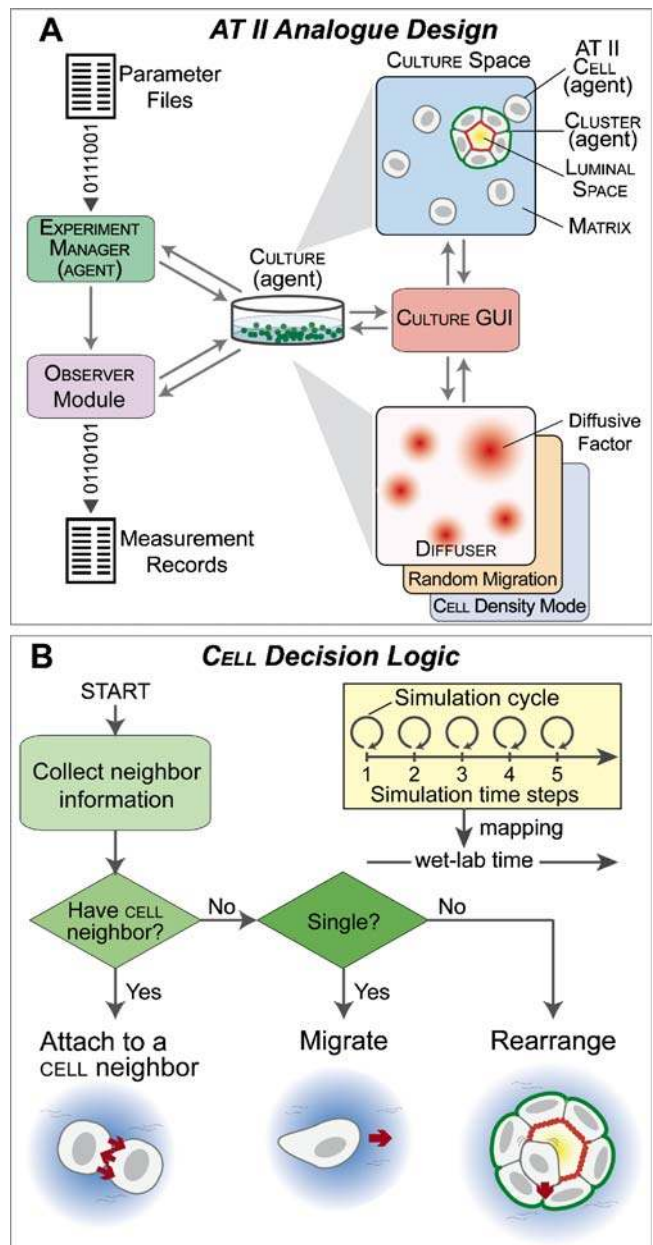 A
AT II Analogue Design
Parameter
Files
0111001
EXPERIMENT
MANAGER
(AGENT)
OBSERVER
Module
0110101
Measurement
Records
CULTURE
(agent)
CULTURE Space
AT II
CELL
(agent)
CLUSTER
(agent)
LUMINAL
SPACE
MATRIX
CULTURE GUI
Diffusive
Factor
DIFFUSER
Random Migration
CELL Density Mode
B
CELL Decision Logic
START
Collect neighbor
information
Simulation cycle
1 2 3 4 5
Simulation time steps
mapping
wet-lab time
Have CELL
neighbor?
No
Single?
No
Yes
Yes
Attach to a
CELL neighbor
Migrate
Rearrange